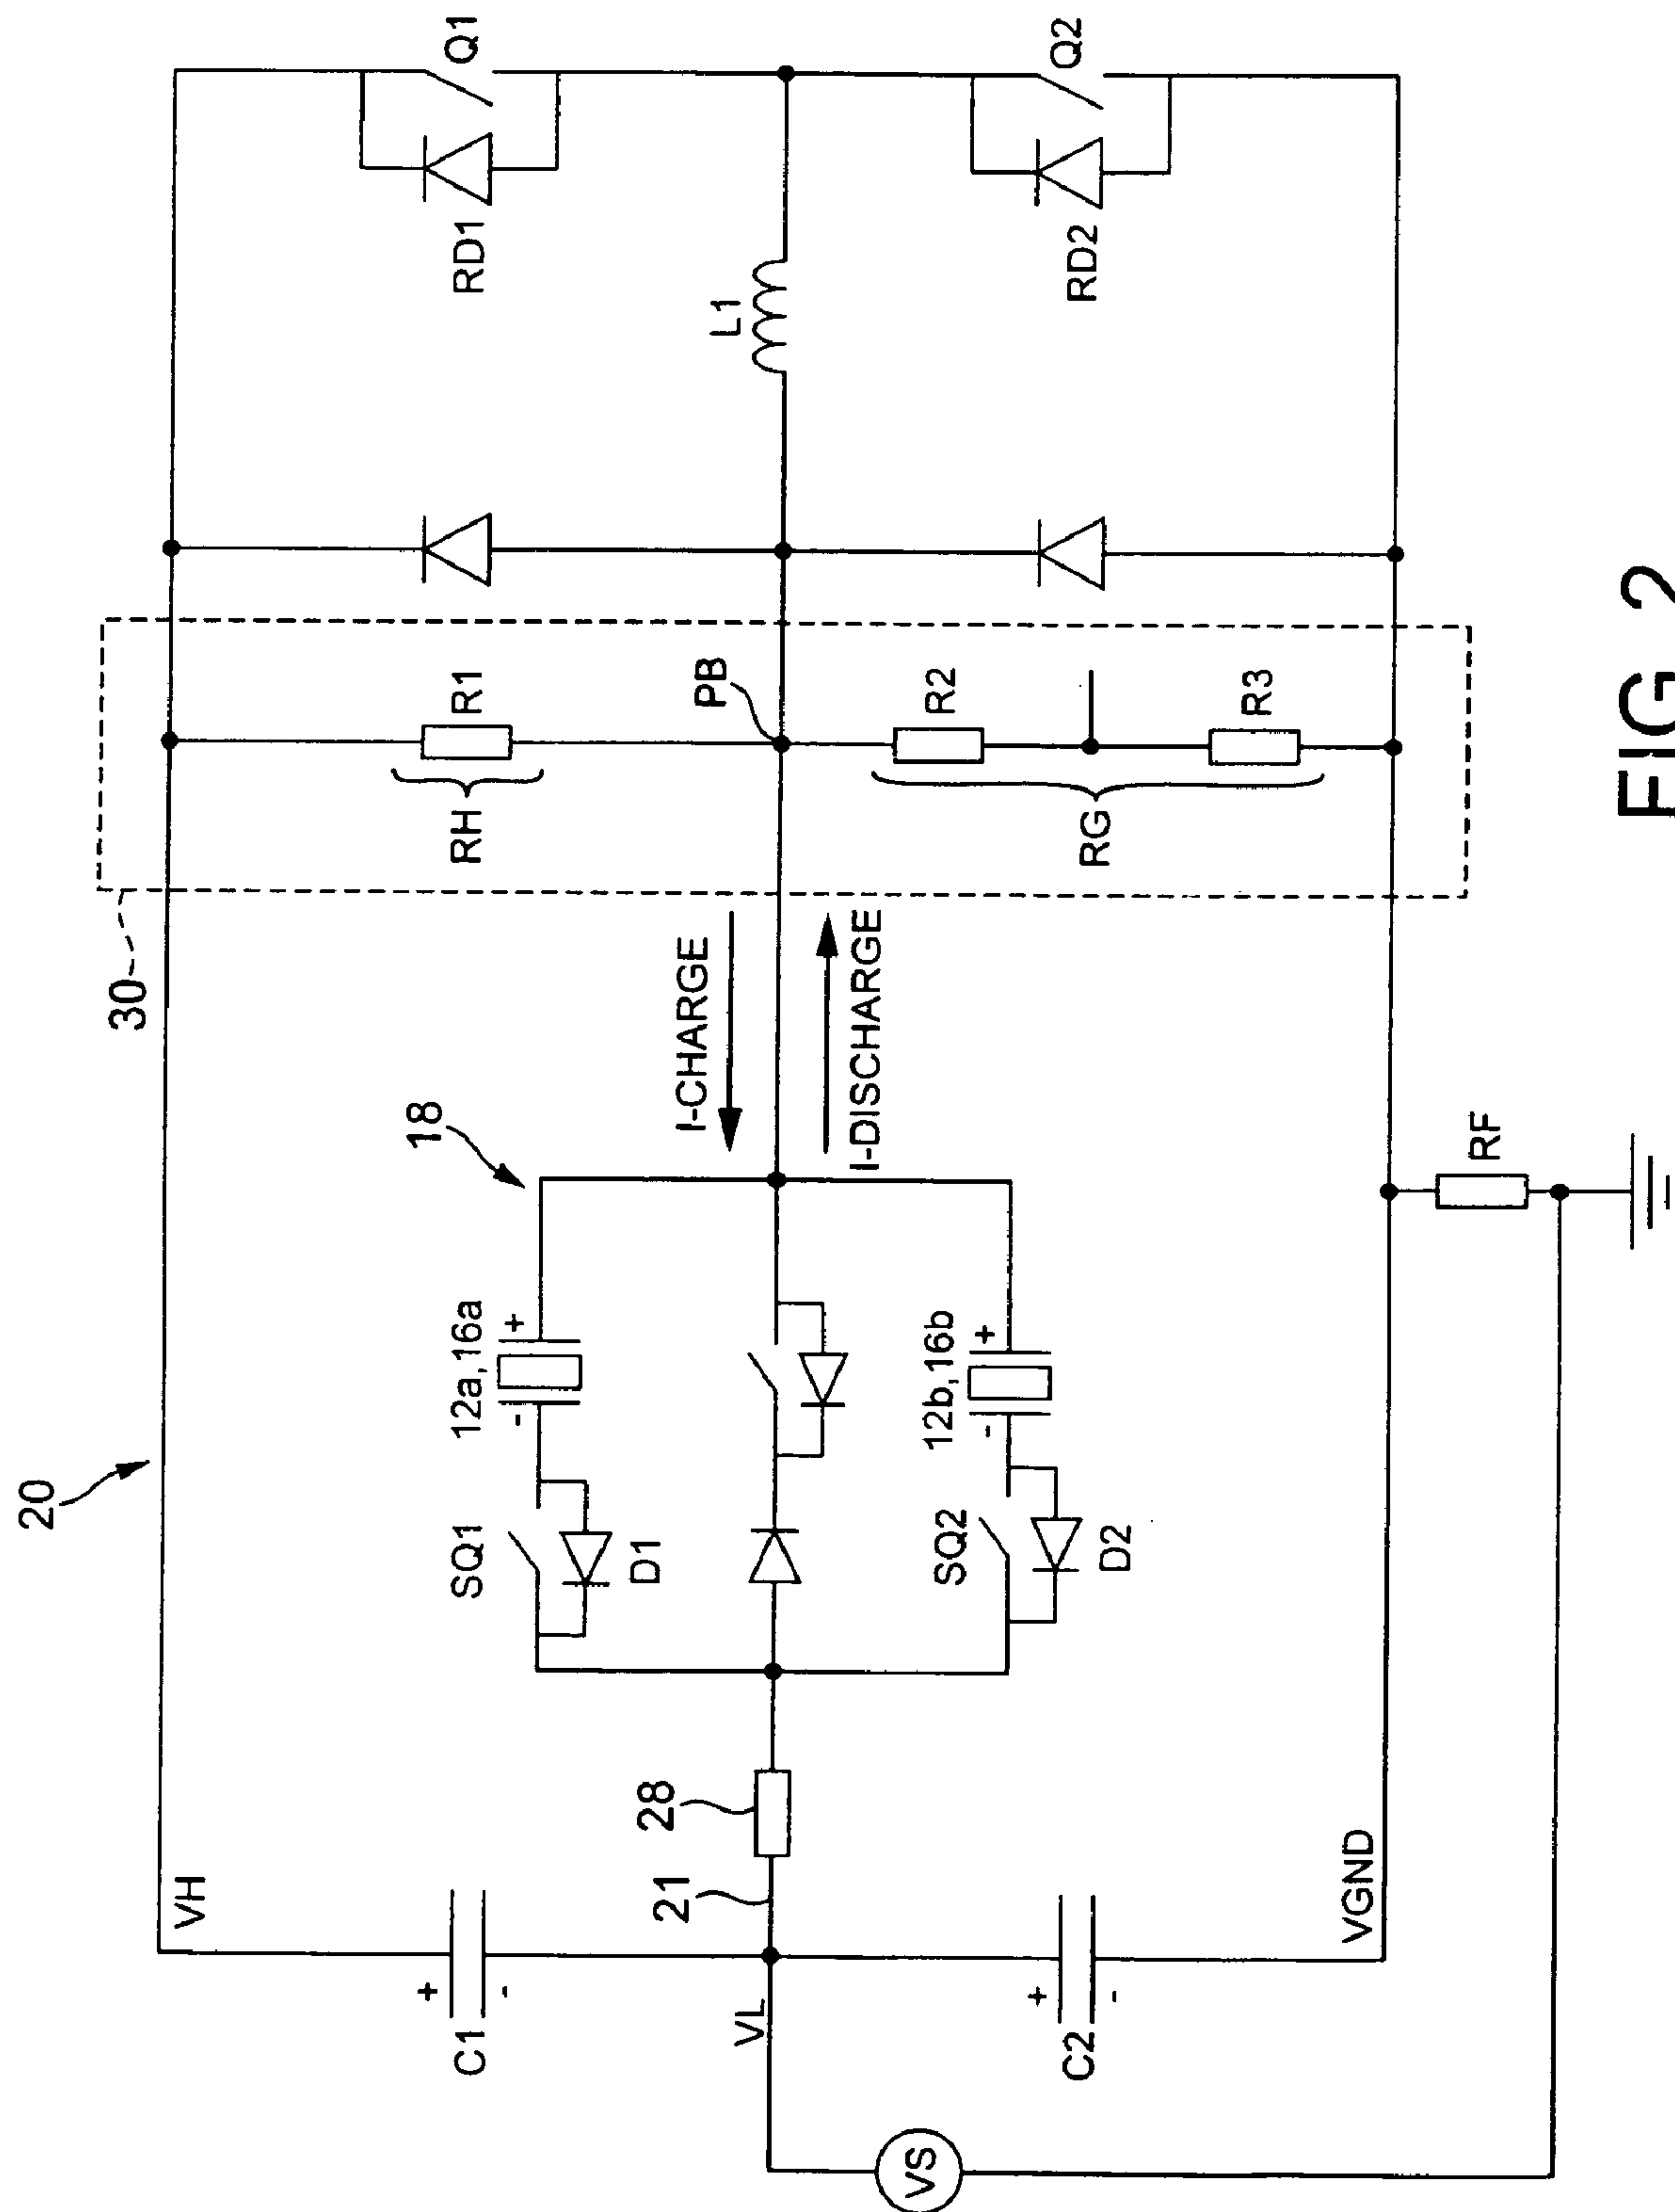 20
VH
VL
C1
+
-
C2
+
-
VS
21
28
18
SQ1
D1
12a,16a
-
+
SQ2
D2
12b,16b
-
+
I-CHARGE
I-DISCHARGE
30
RH
R1
PB
RG
R2
R3
L1
RD1
Q1
RD2
Q2
VGND
RF
FIG 2